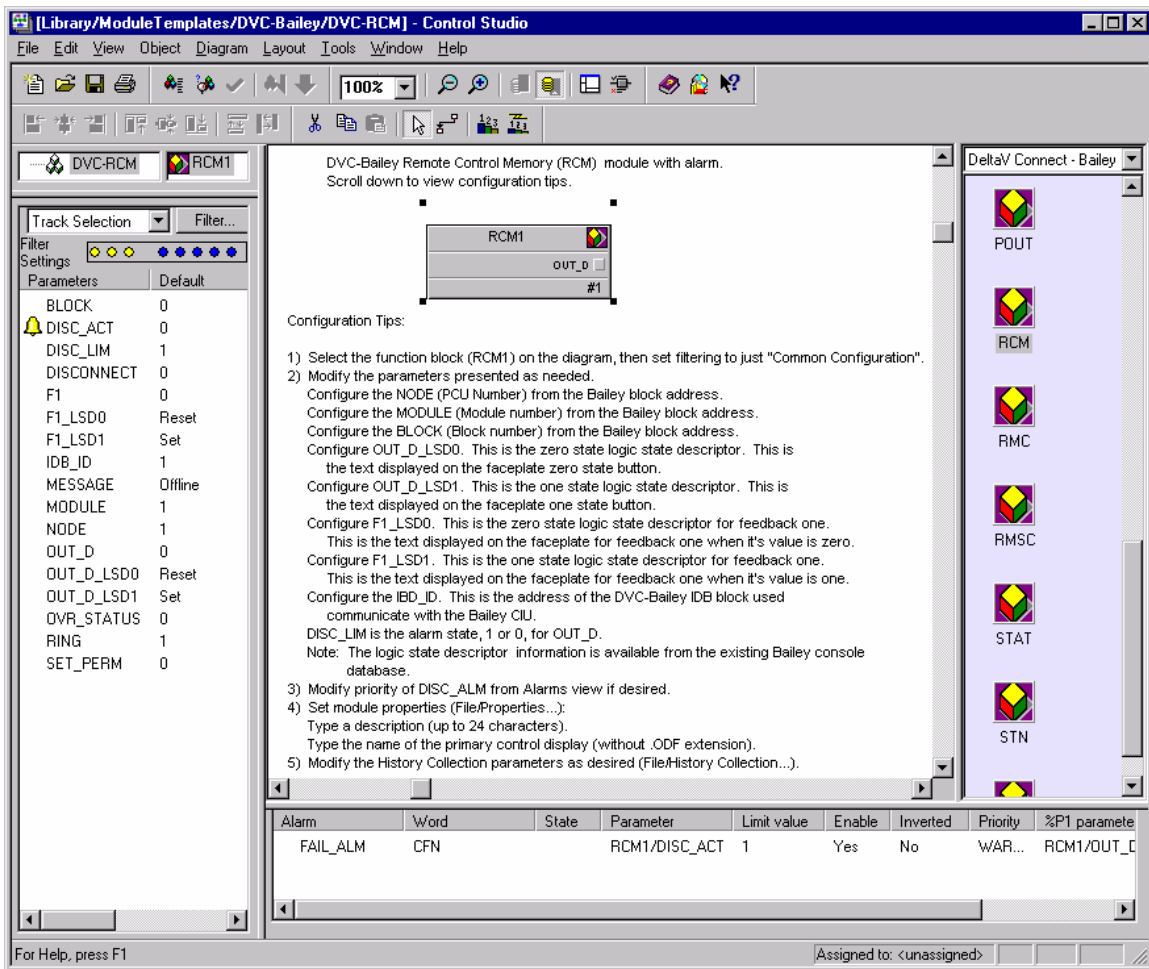 [Library/ModuleTemplates/DVC-Bailey/DVC-RCM] - Control Studio
File Edit View Object Diagram Layout Tools Window Help
100%
DVC-RCM
RCM1
Track Selection
Filter...
Filter
Settings
Parameters Default
BLOCK 0
DISC_ACT 0
DISC_LIM 1
DISCONNECT 0
F1 0
F1_LSD0 Reset
F1_LSD1 Set
IDB_ID 1
MESSAGE Offline
MODULE 1
NODE 1
OUT_D 0
OUT_D_LSD0 Reset
OUT_D_LSD1 Set
OVR_STATUS 0
RING 1
SET_PERM 0
DVC-Bailey Remote Control Memory (RCM) module with alarm.
Scroll down to view configuration tips.
RCM1
OUT_D
#1
Configuration Tips:
1) Select the function block (RCM1) on the diagram, then set filtering to just "Common Configuration".
2) Modify the parameters presented as needed.
Configure the NODE (PCU Number) from the Bailey block address.
Configure the MODULE (Module number) from the Bailey block address.
Configure the BLOCK (Block number) from the Bailey block address.
Configure OUT_D_LSD0. This is the zero state logic state descriptor. This is
the text displayed on the faceplate zero state button.
Configure OUT_D_LSD1. This is the one state logic state descriptor. This is
the text displayed on the faceplate one state button.
Configure F1_LSD0. This is the zero state logic state descriptor for feedback one.
This is the text displayed on the faceplate for feedback one when it's value is zero.
Configure F1_LSD1. This is the one state logic state descriptor for feedback one.
This is the text displayed on the faceplate for feedback one when it's value is one.
Configure the IBD_ID. This is the address of the DVC-Bailey IDB block used
communicate with the Bailey CIU.
DISC_LIM is the alarm state, 1 or 0, for OUT_D.
Note: The logic state descriptor information is available from the existing Bailey console
database.
3) Modify priority of DISC_ALM from Alarms view if desired.
4) Set module properties (File/Properties...):
Type a description (up to 24 characters).
Type the name of the primary control display (without .ODF extension).
5) Modify the History Collection parameters as desired (File/History Collection...).
DeltaV Connect - Bailey
POUT
RCM
RMC
RMSC
STAT
STN
Alarm Word State Parameter Limit value Enable Inverted Priority %P1 paramete
FAIL_ALM CFN RCM1/DISC_ACT 1 Yes No WAR... RCM1/OUT_D
For Help, press F1
Assigned to: <unassigned>